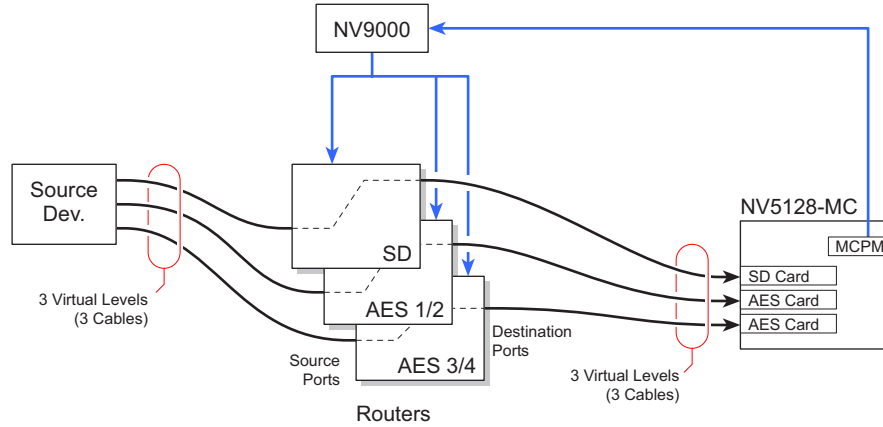 NV9000
Source
Dev.
NV5128-MC
MCPM
SD
SD Card
AES Card
AES Card
AES 1/2
AES 3/4
3 Virtual Levels
(3 Cables)
Source
Ports
Destination
Ports
3 Virtual Levels
(3 Cables)
Routers